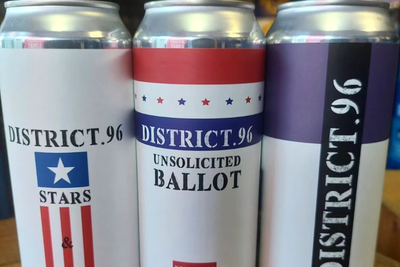 DISTRICT.96
STARS
&
DISTRICT.96
UNSOLICITED
BALLOT
DISTRICT.96